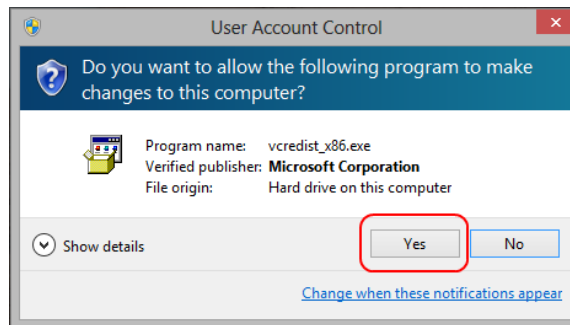 User Account Control
Do you want to allow the following program to make
changes to this computer?
Program name: vcredist_x86.exe
Verified publisher: Microsoft Corporation
File origin: Hard drive on this computer
Show details
Yes
No
Change when these notifications appear